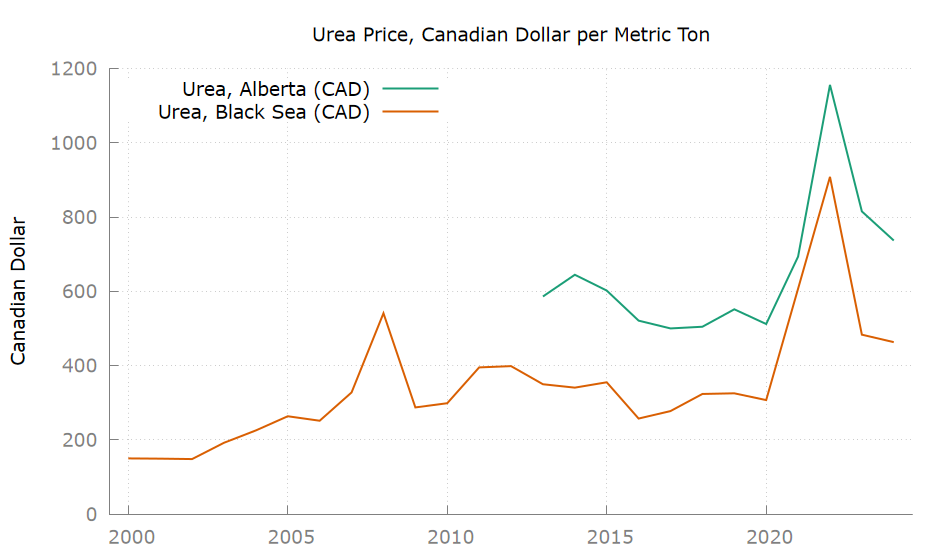 Urea Price, Canadian Dollar per Metric Ton
1200
Urea, Alberta (CAD)
Urea, Black Sea (CAD)
1000
800
600
400
200
0
Canadian Dollar
2000 2005 2010 2015 2020